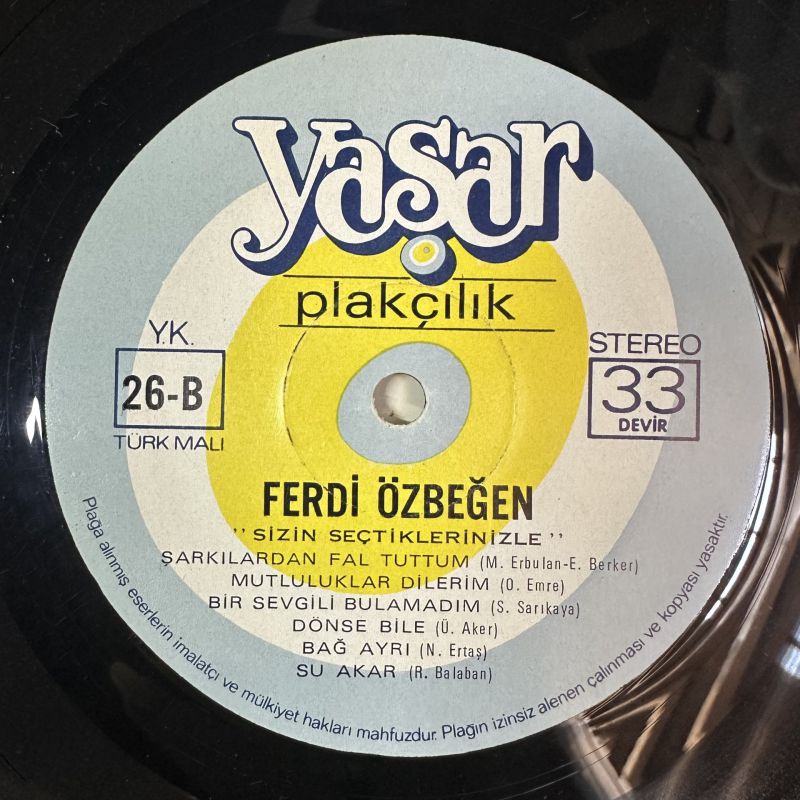 yaşar
plakçılık
Y.K.
26-B
TÜRK MALI
STEREO
33
DEVİR
FERDİ ÖZBEĞEN
"SİZİN SEÇTİKLERİNİZLE"
ŞARKILARDAN FAL TUTTUM (M. Erbulan-E. Berker)
MUTLULUKLAR DİLERİM (O. Emre)
BİR SEVGİLİ BULAMADIM (S. Sarıkaya)
DÖNSE BİLE (Ü. Aker)
BAĞ AYRI (N. Ertaş)
SU AKAR (R. Balaban)
Plağa alınmış eserlerin imalatçı ve mülkiyet hakları mahfuzdur. Plağın izinsiz alenen çalınması ve kopyası yasaktır.